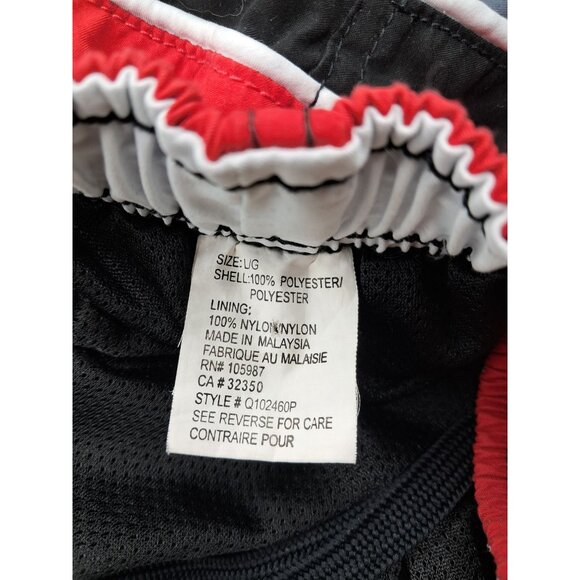 SIZE: L/G
SHELL:100% POLYESTER/
POLYESTER
LINING;
100% NYLON/NYLON
MADE IN MALAYSIA
FABRIQUE AU MALAISIE
RN# 105987
CA # 32350
STYLE # Q102460P
SEE REVERSE FOR CARE
CONTRAIRE POUR